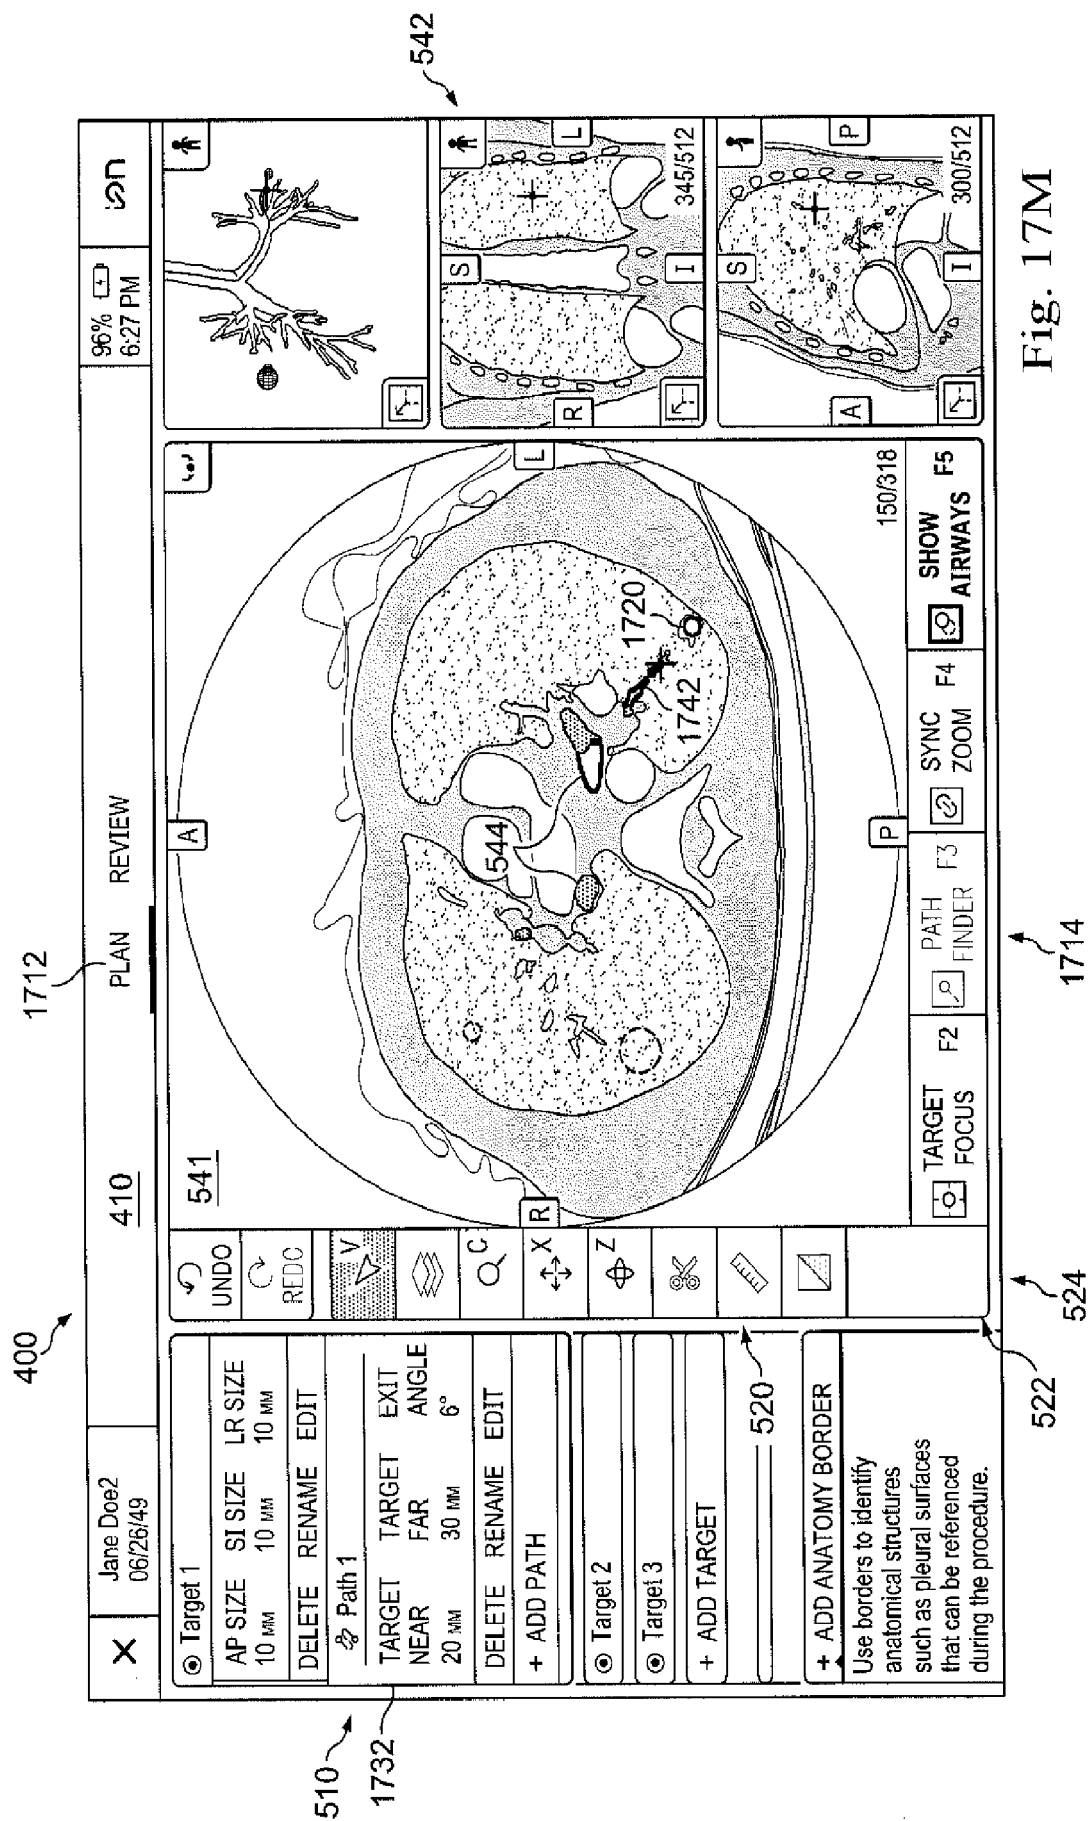 400
1712
542
X
Jane Doe2
06/26/49
410
PLAN REVIEW
96%
6:27 PM
Target 1
AP SIZE SI SIZE LR SIZE
10 MM 10 MM 10 MM
DELETE RENAME EDIT
Path 1
TARGET TARGET EXIT
NEAR FAR ANGLE
20 MM 30 MM 6°
DELETE RENAME EDIT
+ ADD PATH
Target 2
Target 3
+ ADD TARGET
+ ADD ANATOMY BORDER
Use borders to identify
anatomical structures
such as pleural surfaces
that can be referenced
during the procedure.
510
1732
520
522
524
UNDO
REDO
V
C
X
Z
541
A
R
L
P
544
1742
1720
150/318
TARGET FOCUS F2
PATH FINDER F3
SYNC ZOOM F4
SHOW AIRWAYS F5
1714
S
R
L
I
345/512
S
A
P
I
300/512
Fig. 17M